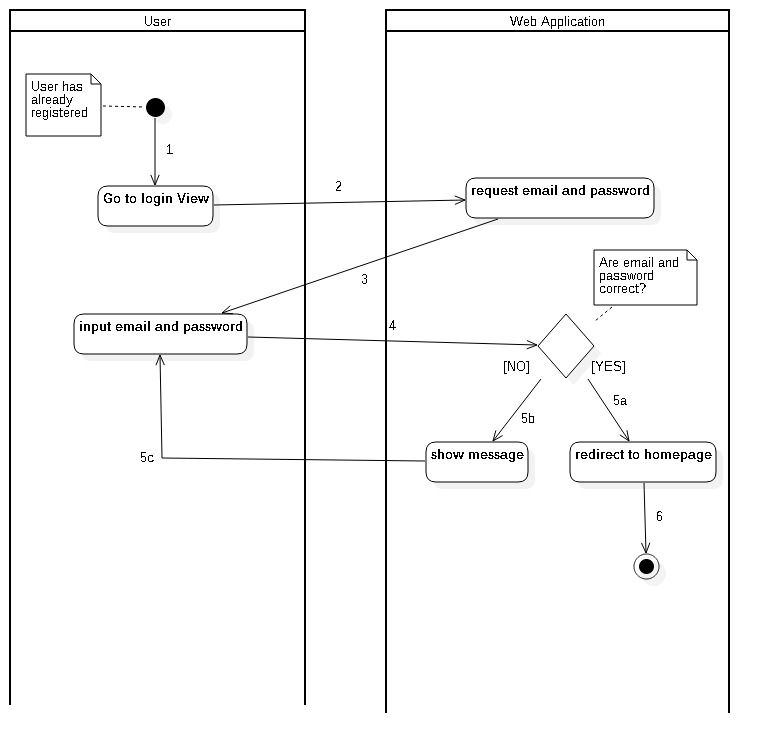 User
Web Application
User has
already
registered
1
Go to login View
2
request email and password
Are email and
password
correct?
3
input email and password
4
[NO]
[YES]
5a
5b
show message
redirect to homepage
5c
6